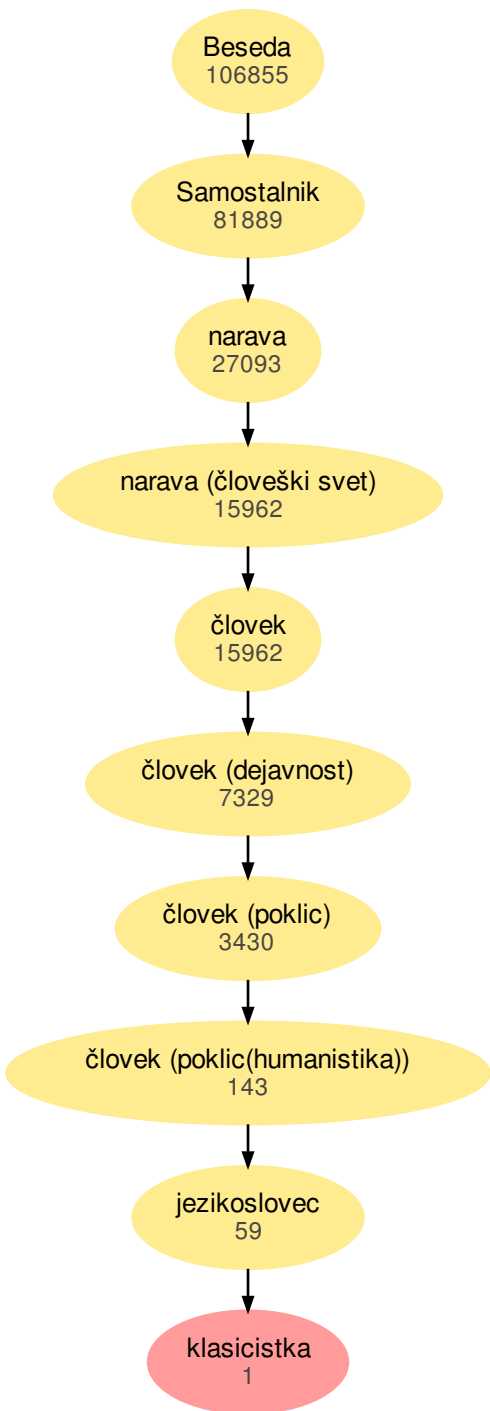 Beseda
106855
Samostalnik
81889
narava
27093
narava (človeški svet)
15962
človek
15962
človek (dejavnost)
7329
človek (poklic)
3430
človek (poklic(humanistika))
143
jezikoslovec
59
klasicistka
1